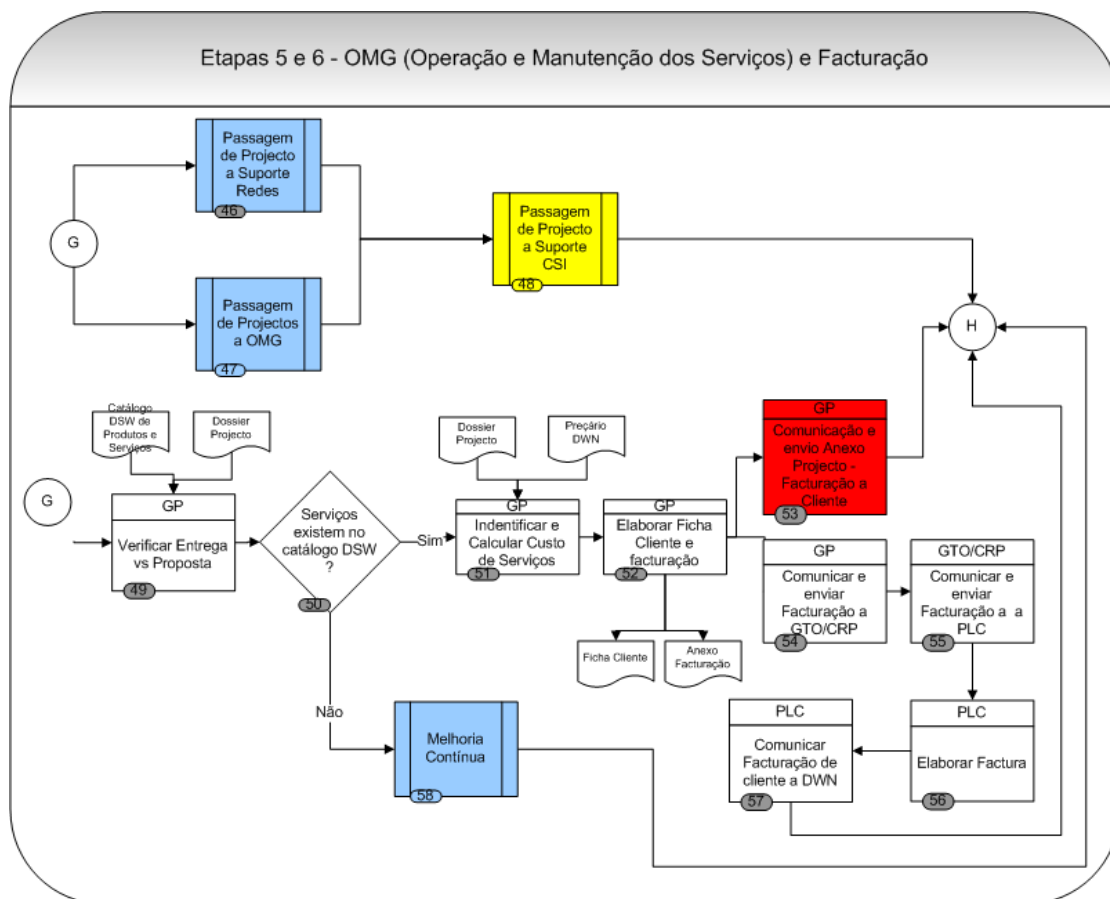 Etapas 5 e 6 - OMG (Operação e Manutenção dos Serviços) e Facturação
Passagem
de Projecto
a Suporte
Redes
46
G
Passagem
de Projecto
a Suporte
CSI
48
Passagem
de Projectos
a OMG
47
H
Catálogo
DSW de
Produtos e
Serviços
Dossier
Projecto
Dossier
Projecto
Preçário
DWN
GP
Comunicação e
envio Anexo
Projecto -
Facturação a
Cliente
53
G
GP
Verificar Entrega
vs Proposta
49
Serviços
existem no
catálogo DSW
?
50
Sim
GP
Indentificar e
Calcular Custo
de Serviços
51
GP
Elaborar Ficha
Cliente e
facturação
52
GP
Comunicar e
enviar
Facturação a
GTO/CRP
54
GTO/CRP
Comunicar e
enviar
Facturação a a
PLC
55
Ficha Cliente
Anexo
Facturação
Não
Melhoria
Contínua
58
PLC
Comunicar
Facturação de
cliente a DWN
57
PLC
Elaborar Factura
56